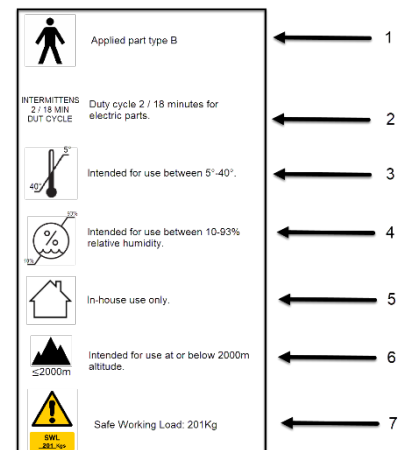 Applied part type B
1
INTERMITTENS
2 / 18 MIN
DUT CYCLE
Duty cycle 2 / 18 minutes for
electric parts.
2
5°
40°
Intended for use between 5°-40°.
3
93%
%
10%
Intended for use between 10-93%
relative humidity.
4
In-house use only.
5
≤2000m
Intended for use at or below 2000m
altitude.
6
SWL
201 Kgs
Safe Working Load: 201Kg
7